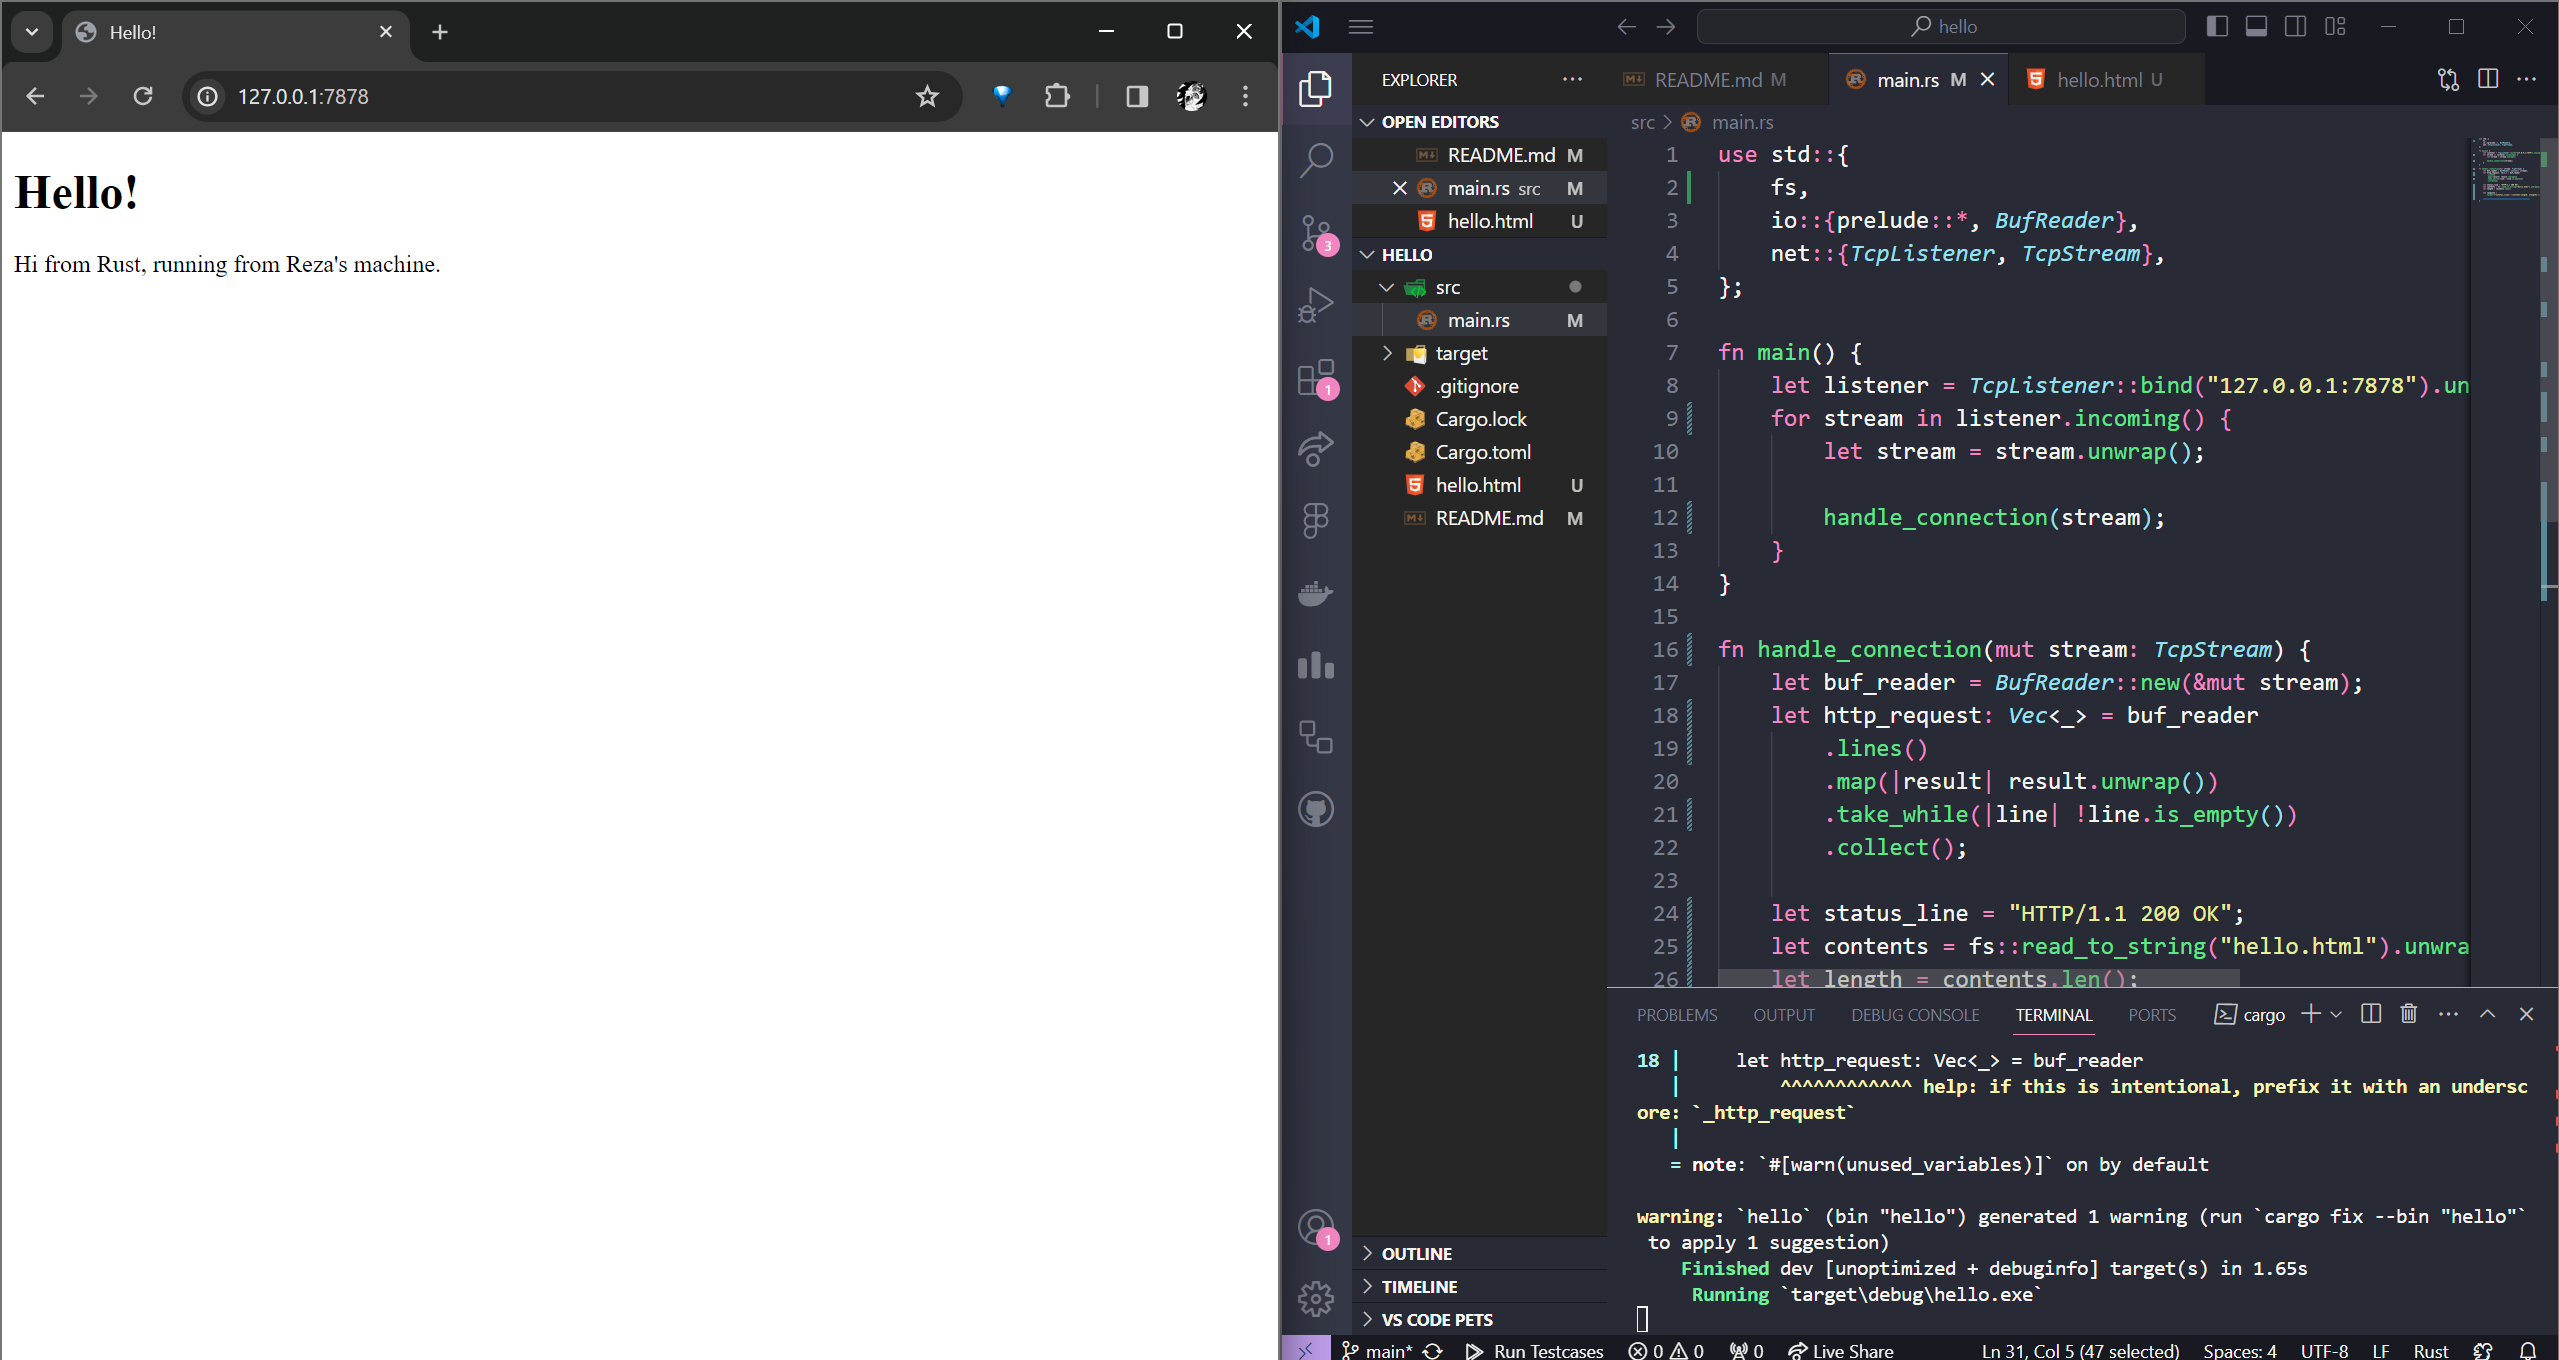 Hello!
127.0.0.1:7878
Hello!
Hi from Rust, running from Reza's machine.
hello
EXPLORER
README.md M
main.rs M
hello.html U
OPEN EDITORS
README.md M
main.rs src M
hello.html U
HELLO
src
main.rs M
target
.gitignore
Cargo.lock
Cargo.toml
hello.html U
README.md M
OUTLINE
TIMELINE
VS CODE PETS
3
1
1
src > main.rs
1 use std::{
2     fs,
3     io::{prelude::*, BufReader},
4     net::{TcpListener, TcpStream},
5 };
6
7 fn main() {
8     let listener = TcpListener::bind("127.0.0.1:7878").un
9     for stream in listener.incoming() {
10         let stream = stream.unwrap();
11
12         handle_connection(stream);
13     }
14 }
15
16 fn handle_connection(mut stream: TcpStream) {
17     let buf_reader = BufReader::new(&mut stream);
18     let http_request: Vec<_> = buf_reader
19         .lines()
20         .map(|result| result.unwrap())
21         .take_while(|line| !line.is_empty())
22         .collect();
23
24     let status_line = "HTTP/1.1 200 OK";
25     let contents = fs::read_to_string("hello.html").unwra
26     let length = contents.len();
PROBLEMS OUTPUT DEBUG CONSOLE TERMINAL PORTS cargo
18 |     let http_request: Vec<_> = buf_reader
   |         ^^^^^^^^^^^^ help: if this is intentional, prefix it with an undersc
ore: `_http_request`
   |
   = note: `#[warn(unused_variables)]` on by default
warning: `hello` (bin "hello") generated 1 warning (run `cargo fix --bin "hello"`
 to apply 1 suggestion)
    Finished dev [unoptimized + debuginfo] target(s) in 1.65s
     Running `target\debug\hello.exe`
main* Run Testcases 0 0 0 Live Share Ln 31, Col 5 (47 selected) Spaces: 4 UTF-8 LF Rust